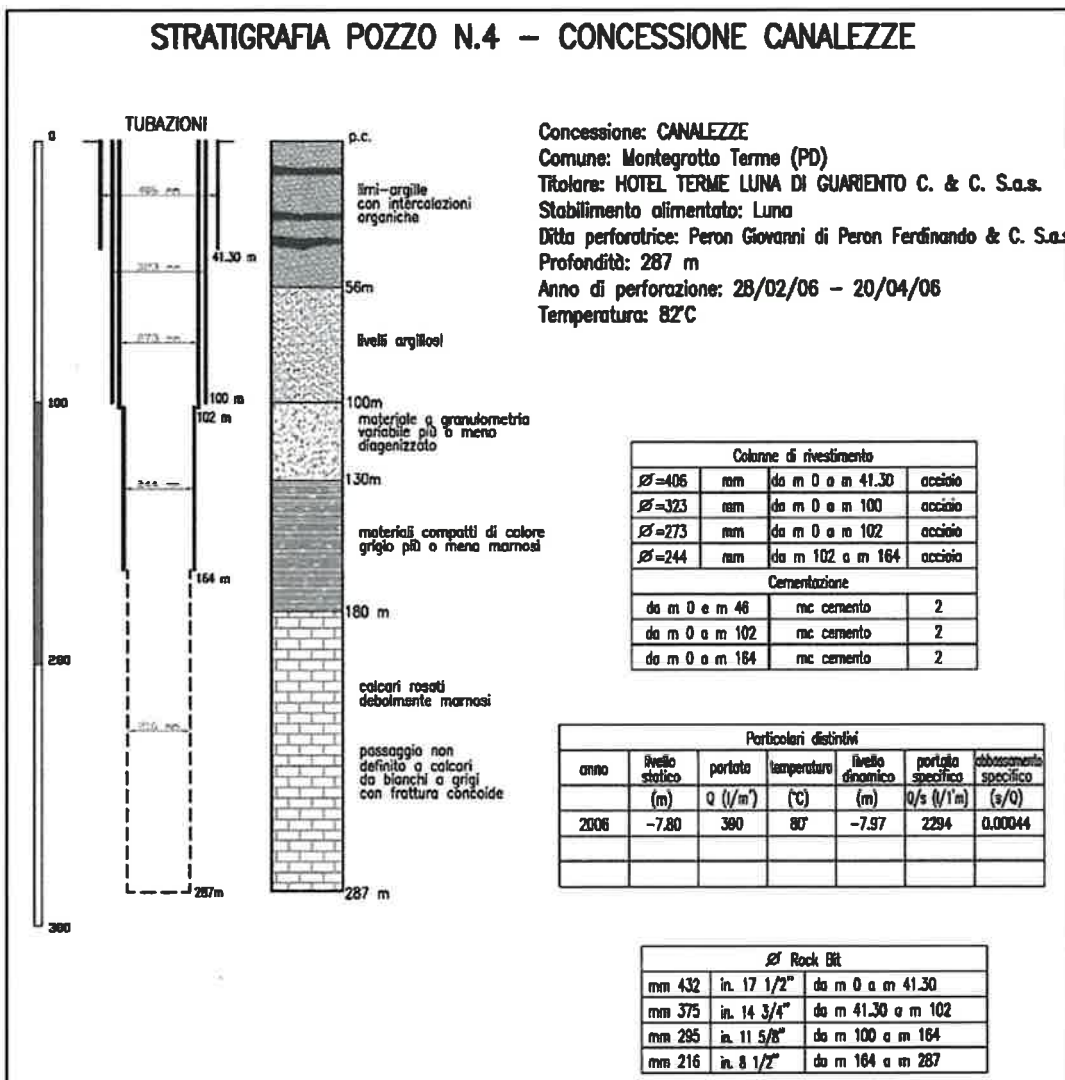 STRATIGRAFIA POZZO N.4 – CONCESSIONE CANALEZZE
TUBAZIONI
0
100
200
300
41.30 m
273 mm
100 m
102 m
244 mm
164 m
287m
p.c.
56m
100m
130m
180 m
287 m
limi-argille
con intercalazioni
organiche
livelli argillosi
materiale a granulometria
variabile più o meno
diagenizzato
materiali compatti di colore
grigio più o meno marnosi
calcari rosati
debolmente marnosi
passaggio non
definito a calcari
da bianchi a grigi
con frattura concoide
Concessione: CANALEZZE
Comune: Montegrotto Terme (PD)
Titolare: HOTEL TERME LUNA DI GUARIENTO C. & C. S.a.s.
Stabilimento alimentato: Luna
Ditta perforatrice: Peron Giovanni di Peron Ferdinando & C. S.a.s
Profondità: 287 m
Anno di perforazione: 28/02/06 – 20/04/06
Temperatura: 82°C
Colonne di rivestimento
Ø=406 mm da m 0 a m 41.30 acciaio
Ø=323 mm da m 0 a m 100 acciaio
Ø=273 mm da m 0 a m 102 acciaio
Ø=244 mm da m 102 a m 164 acciaio
Cementazione
da m 0 e m 46 mc cemento 2
da m 0 a m 102 mc cemento 2
da m 0 a m 164 mc cemento 2
Particolari distintivi
anno livello statico portata temperatura livello dinamico portata specifica abbassamento specifico
(m) Q (l/m') (°C) (m) Q/s (l/1'm) (s/Q)
2006 -7.80 390 80° -7.97 2294 0.00044
Ø Rock Bit
mm 432 in. 17 1/2" da m 0 a m 41.30
mm 375 in. 14 3/4" da m 41.30 a m 102
mm 295 in. 11 5/8" da m 100 a m 164
mm 216 in. 8 1/2" da m 164 a m 287